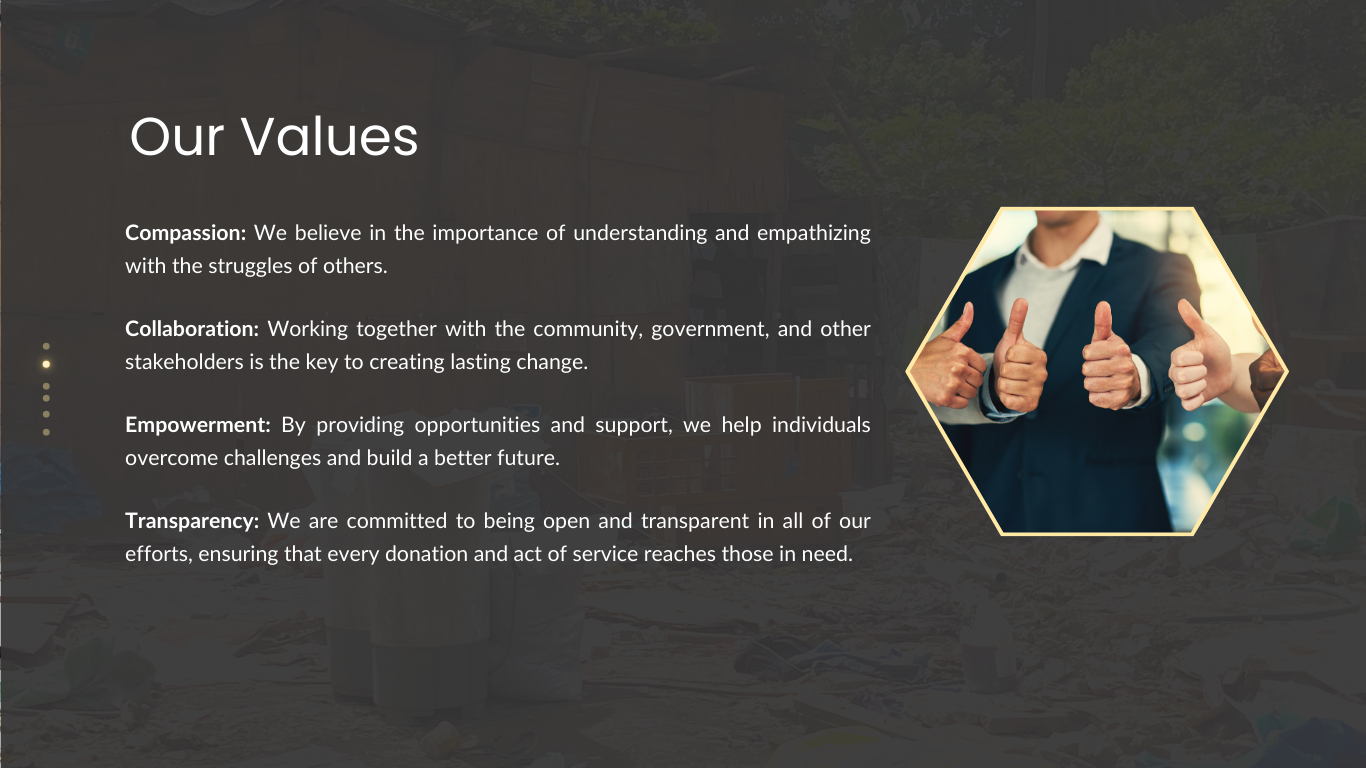 Our Values
Compassion: We believe in the importance of understanding and empathizing
with the struggles of others.
Collaboration: Working together with the community, government, and other
stakeholders is the key to creating lasting change.
Empowerment: By providing opportunities and support, we help individuals
overcome challenges and build a better future.
Transparency: We are committed to being open and transparent in all of our
efforts, ensuring that every donation and act of service reaches those in need.